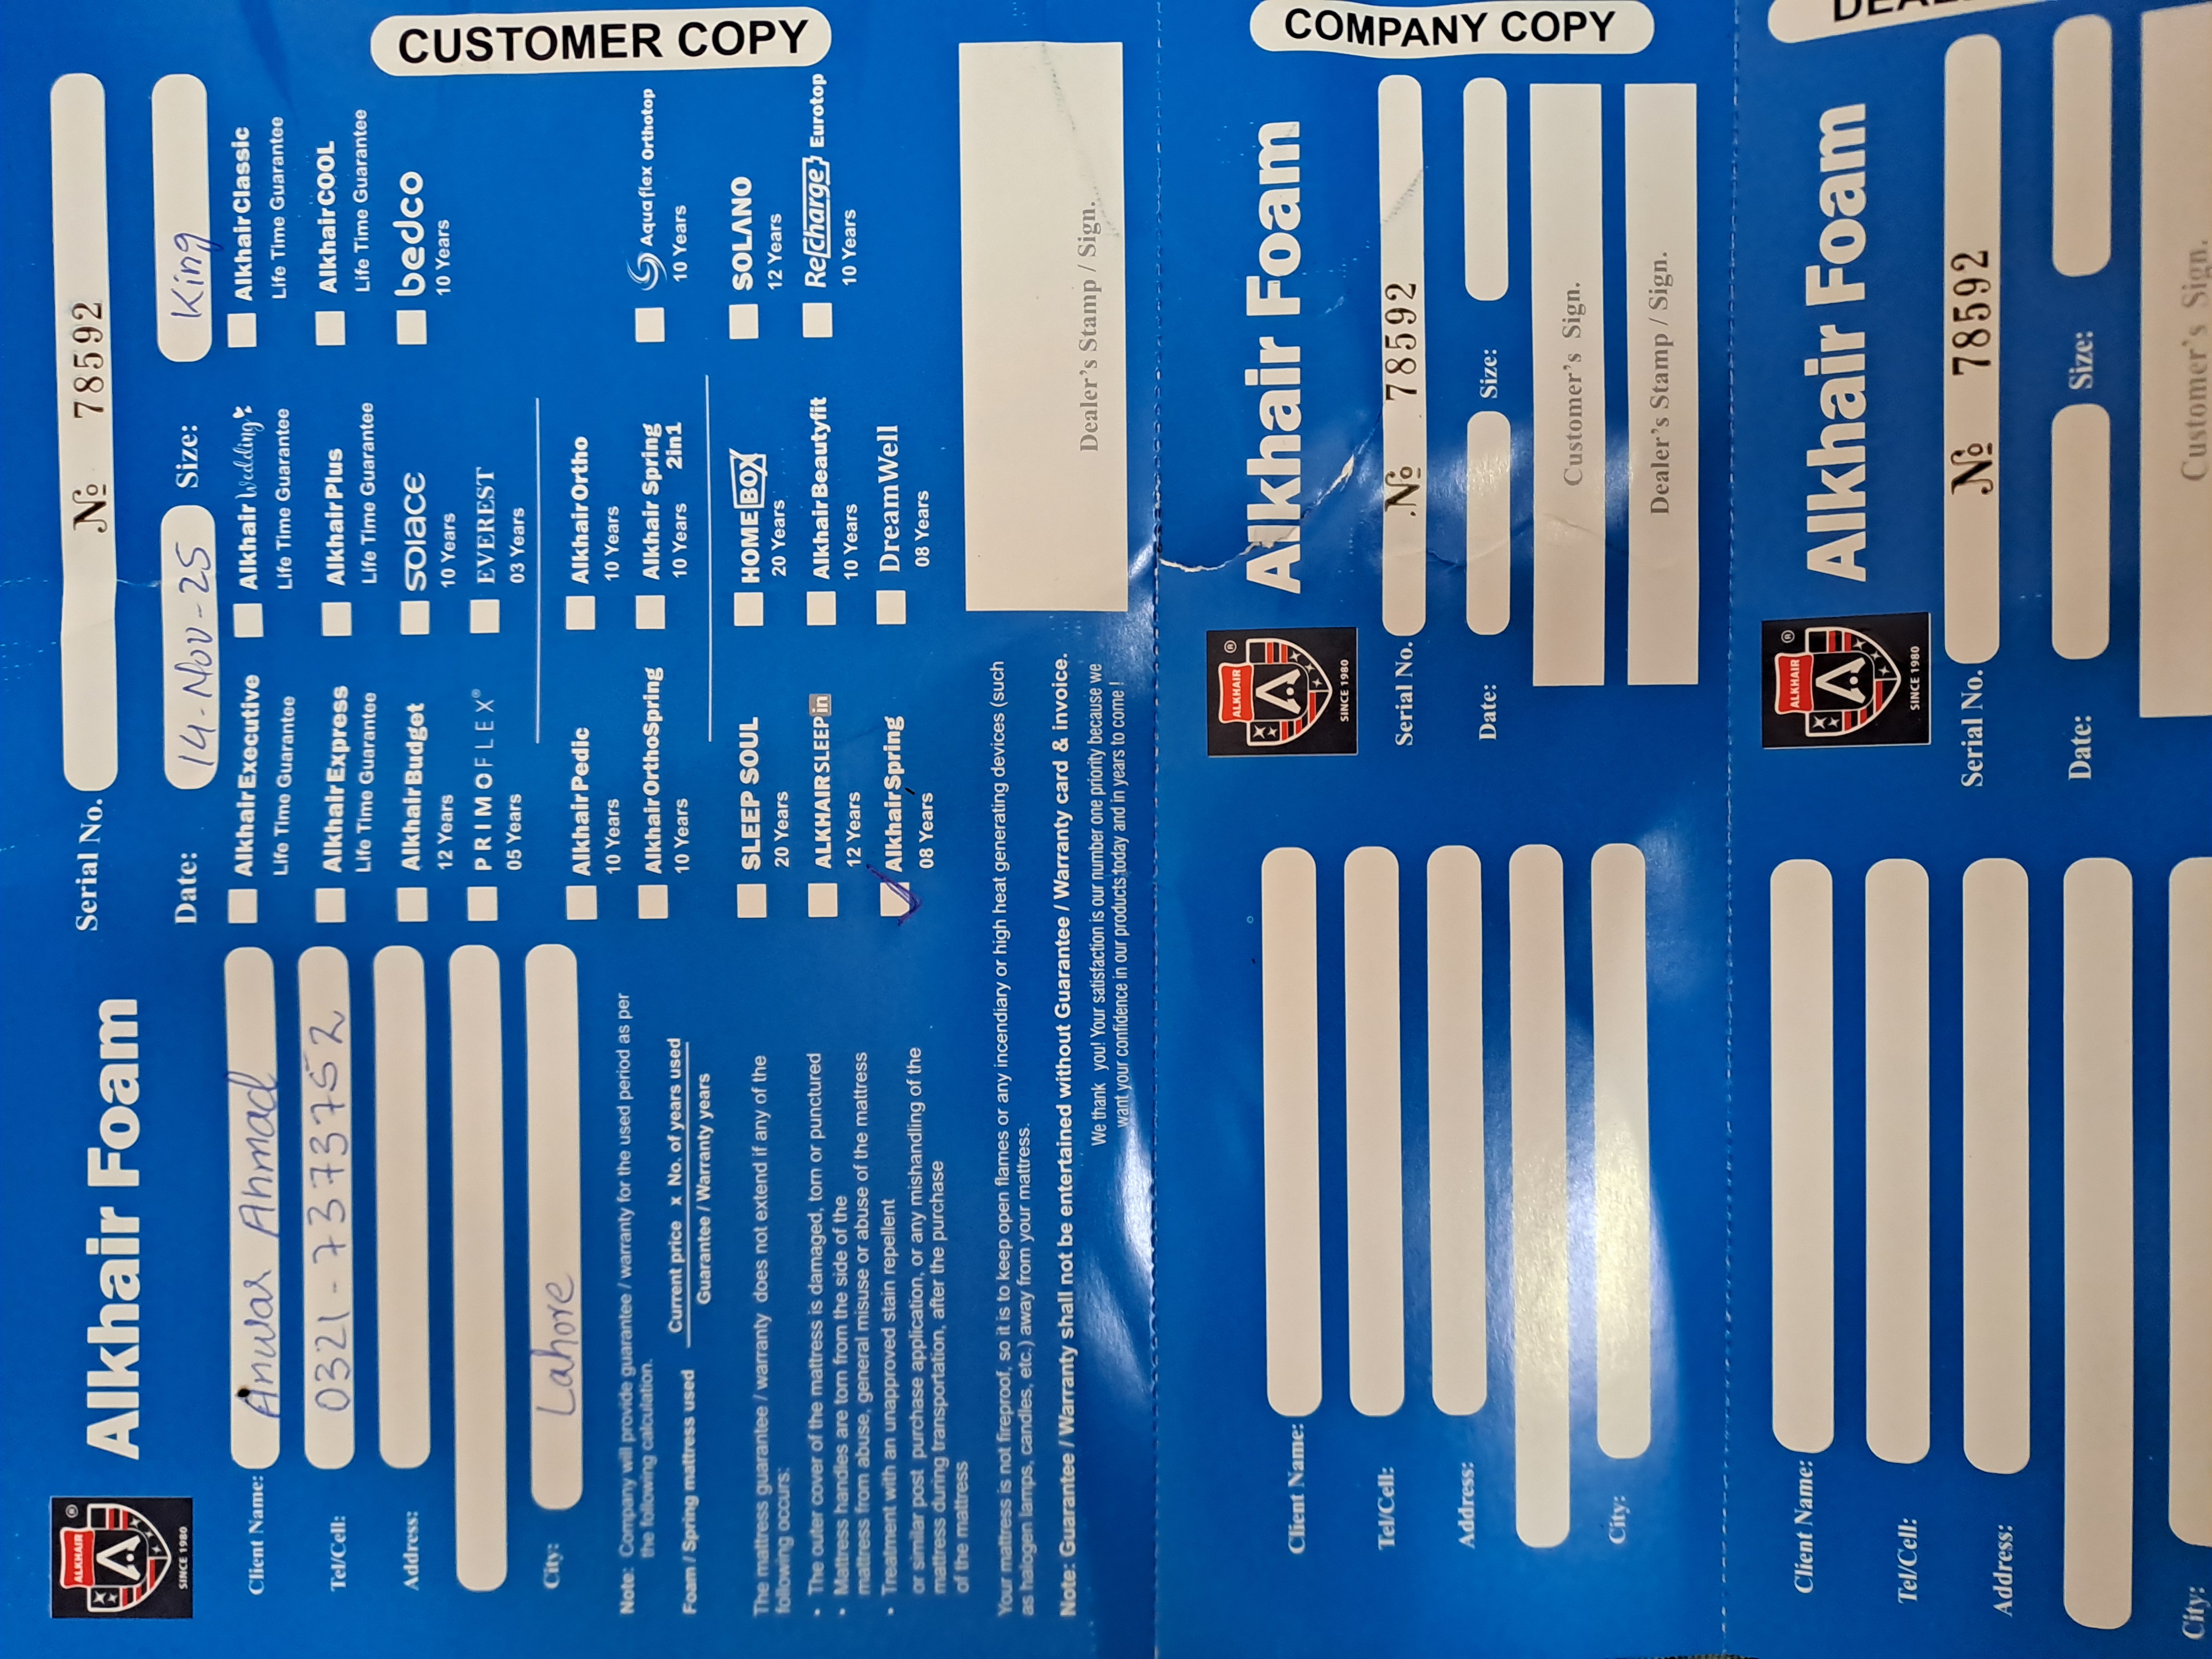 CUSTOMER COPY
ALKHAIR
A
®
SINCE 1980
Alkhair Foam
Serial No. № 78592
Date: 14-Nov-25 Size: King
Client Name: Anwar Ahmad
Tel/Cell: 0321-7373752
Address:
City: Lahore
Alkhair Executive
Life Time Guarantee
Alkhair Wedding
Life Time Guarantee
Alkhair Classic
Life Time Guarantee
Alkhair Express
Life Time Guarantee
Alkhair Plus
Life Time Guarantee
Alkhair COOL
Life Time Guarantee
Alkhair Budget
12 Years
SOLACE
10 Years
bedco
10 Years
PRIMOFLEX®
05 Years
EVEREST
03 Years
Alkhair Pedic
10 Years
Alkhair Ortho
10 Years
Alkhair OrthoSpring
10 Years
Alkhair Spring
2in1
10 Years
Aquaflex Orthotop
10 Years
SLEEP SOUL
20 Years
HOME BOX
20 Years
SOLANO
12 Years
ALKHAIR SLEEP in
12 Years
Alkhair Beautyfit
10 Years
ReCharge Eurotop
10 Years
Alkhair Spring
08 Years
DreamWell
08 Years
Note: Company will provide guarantee / warranty for the used period as per
the following calculation.
Foam / Spring mattress used Current price x No. of years used
Guarantee / Warranty years
The mattress guarantee / warranty does not extend if any of the
following occurs:
• The outer cover of the mattress is damaged, torn or punctured
• Mattress handles are torn from the side of the
mattress from abuse, general misuse or abuse of the mattress
• Treatment with an unapproved stain repellent
or similar post purchase application, or any mishandling of the
mattress during transportation, after the purchase
of the mattress
Your mattress is not fireproof, so it is to keep open flames or any incendiary or high heat generating devices (such
as halogen lamps, candles, etc.) away from your mattress.
Note: Guarantee / Warranty shall not be entertained without Guarantee / Warranty card & invoice.
We thank you! Your satisfaction is our number one priority because we
want your confidence in our products today and in years to come !
Dealer's Stamp / Sign.
COMPANY COPY
ALKHAIR
A
®
SINCE 1980
Alkhair Foam
Serial No. № 78592
Date: Size:
Customer's Sign.
Dealer's Stamp / Sign.
Client Name:
Tel/Cell:
Address:
City:
ALKHAIR
A
®
SINCE 1980
Alkhair Foam
Serial No. № 78592
Date: Size:
Customer's Sign.
Client Name:
Tel/Cell:
Address:
City: